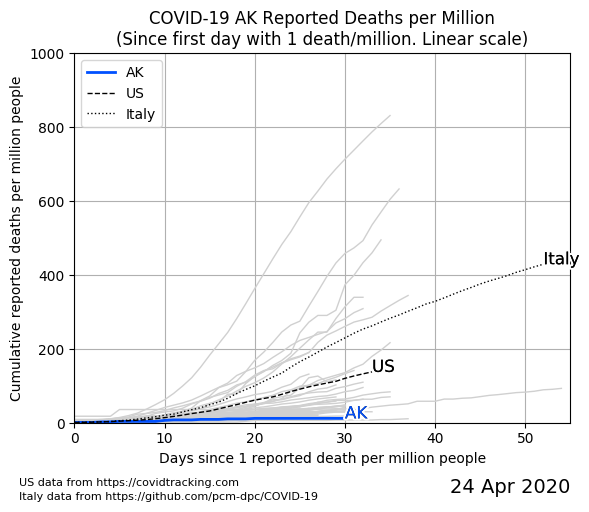 COVID-19 AK Reported Deaths per Million
(Since first day with 1 death/million. Linear scale)
Cumulative reported deaths per million people
1000
800
600
400
200
0
AK
US
Italy
Italy
US
AK
0 10 20 30 40 50
Days since 1 reported death per million people
US data from https://covidtracking.com
Italy data from https://github.com/pcm-dpc/COVID-19
24 Apr 2020